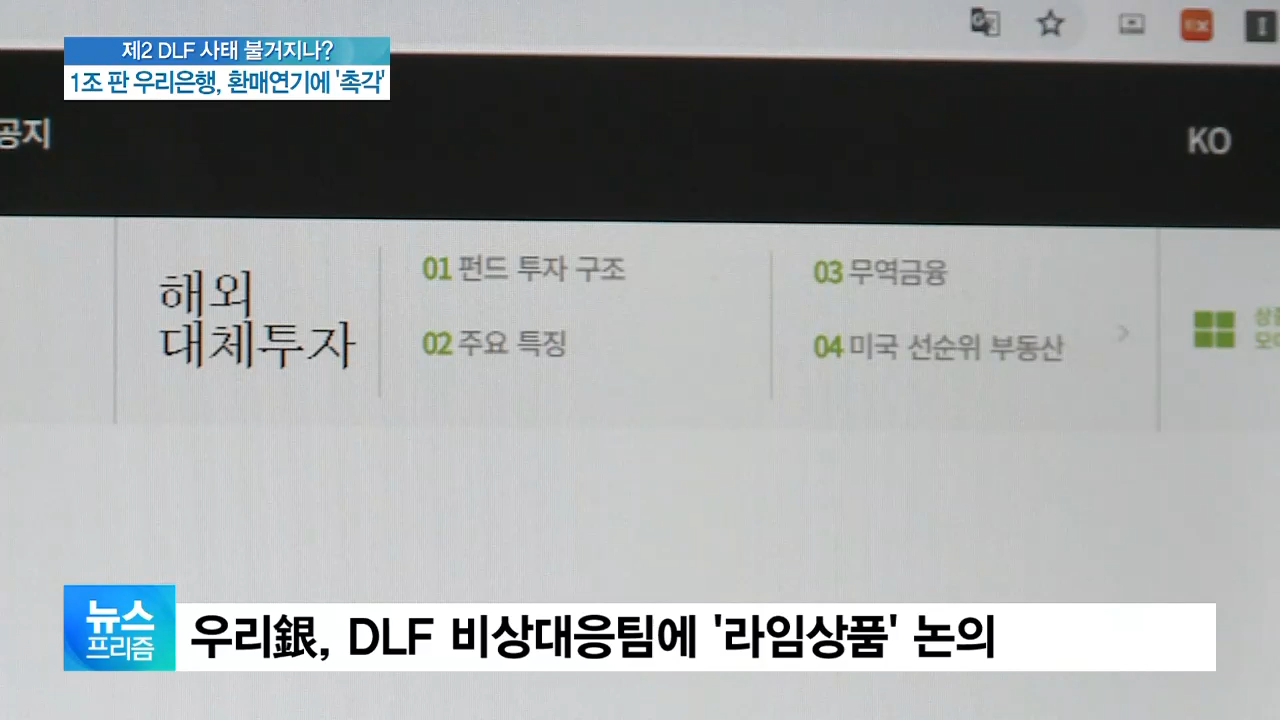 제2 DLF 사태 불거지나?
1조 판 우리은행, 환매연기에 '촉각'
공지
KO
해외
대체투자
01 펀드 투자 구조
02 주요 특징
03 무역금융
04 미국 선순위 부동산
뉴스
프리즘
우리銀, DLF 비상대응팀에 '라임상품' 논의